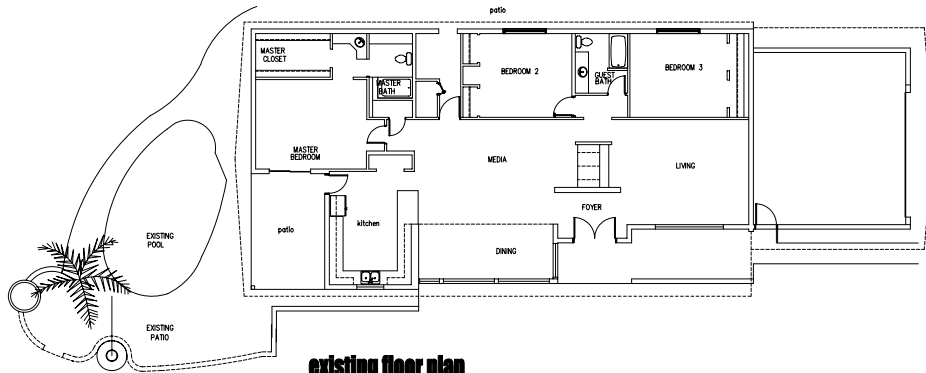 patio
MASTER
CLOSET
MASTER
BATH
BEDROOM 2
GUEST
BATH
BEDROOM 3
MASTER
BEDROOM
MEDIA
LIVING
FOYER
patio
kitchen
DINING
EXISTING
POOL
EXISTING
PATIO
existing floor plan